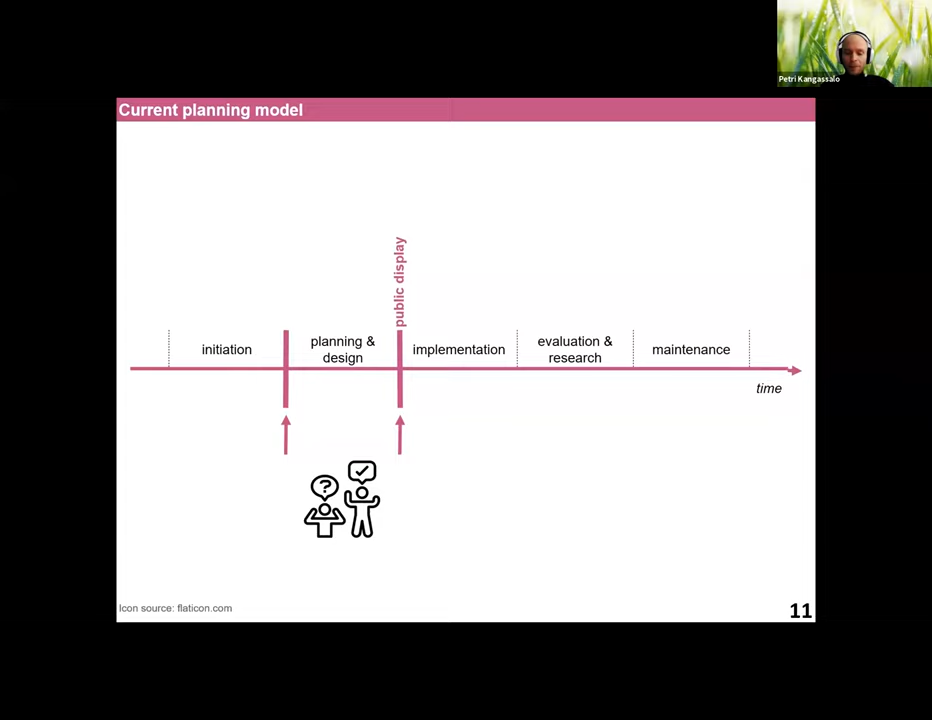 Petri Kangassalo
Current planning model
public display
initiation
planning &
design
implementation
evaluation &
research
maintenance
time
?
Icon source: flaticon.com
11